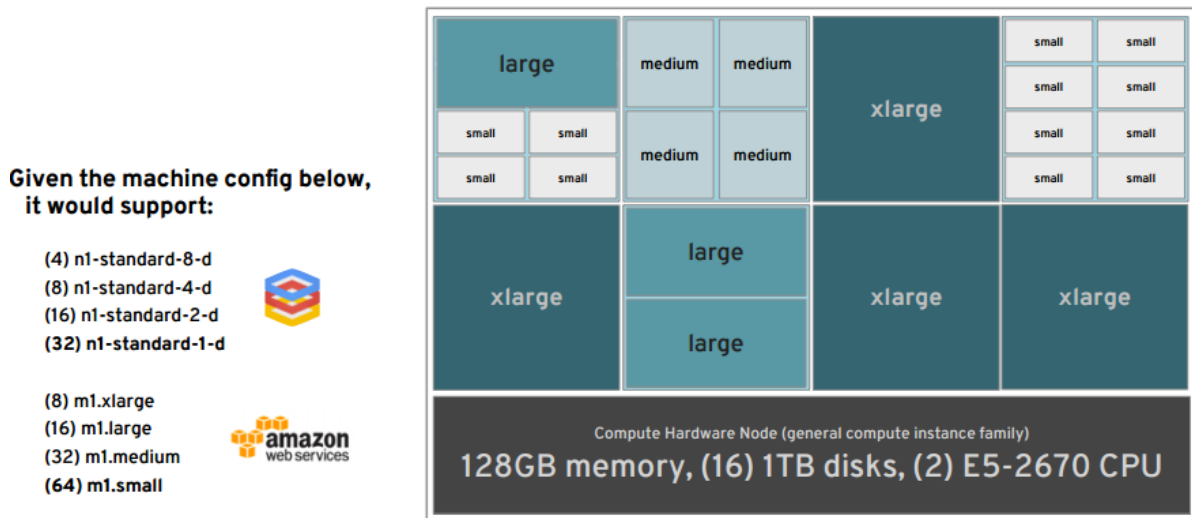 Given the machine config below,
it would support:
(4) n1-standard-8-d
(8) n1-standard-4-d
(16) n1-standard-2-d
(32) n1-standard-1-d
(8) m1.xlarge
(16) m1.large
(32) m1.medium
(64) m1.small
amazon
web services
large
small small
small small
medium medium
medium medium
xlarge
small small
small small
small small
small small
xlarge
large
large
xlarge
xlarge
Compute Hardware Node (general compute instance family)
128GB memory, (16) 1TB disks, (2) E5-2670 CPU